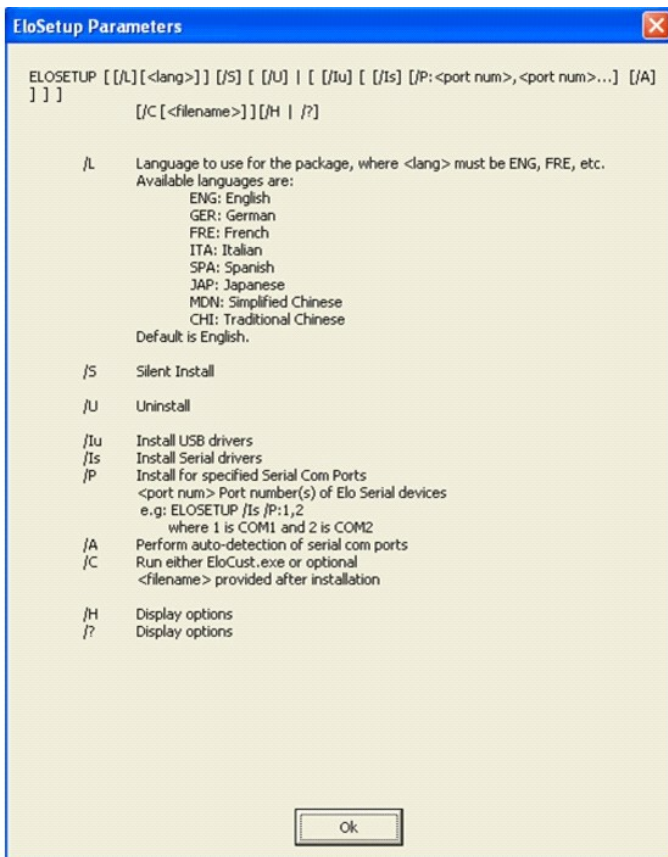 EloSetup Parameters
ELOSETUP [ [/L] [<lang>] ] [/S] [ [/U] | [ [/Iu] [ [/Is] [/P:<port num>,<port num>...] [/A]
] ] ]
[/C [<filename>] ] [/H | /?]
/L Language to use for the package, where <lang> must be ENG, FRE, etc.
Available languages are:
ENG: English
GER: German
FRE: French
ITA: Italian
SPA: Spanish
JAP: Japanese
MDN: Simplified Chinese
CHI: Traditional Chinese
Default is English.
/S Silent Install
/U Uninstall
/Iu Install USB drivers
/Is Install Serial drivers
/P Install for specified Serial Com Ports
<port num> Port number(s) of Elo Serial devices
e.g: ELOSETUP /Is /P:1,2
where 1 is COM1 and 2 is COM2
/A Perform auto-detection of serial com ports
/C Run either EloCust.exe or optional
<filename> provided after installation
/H Display options
/? Display options
Ok